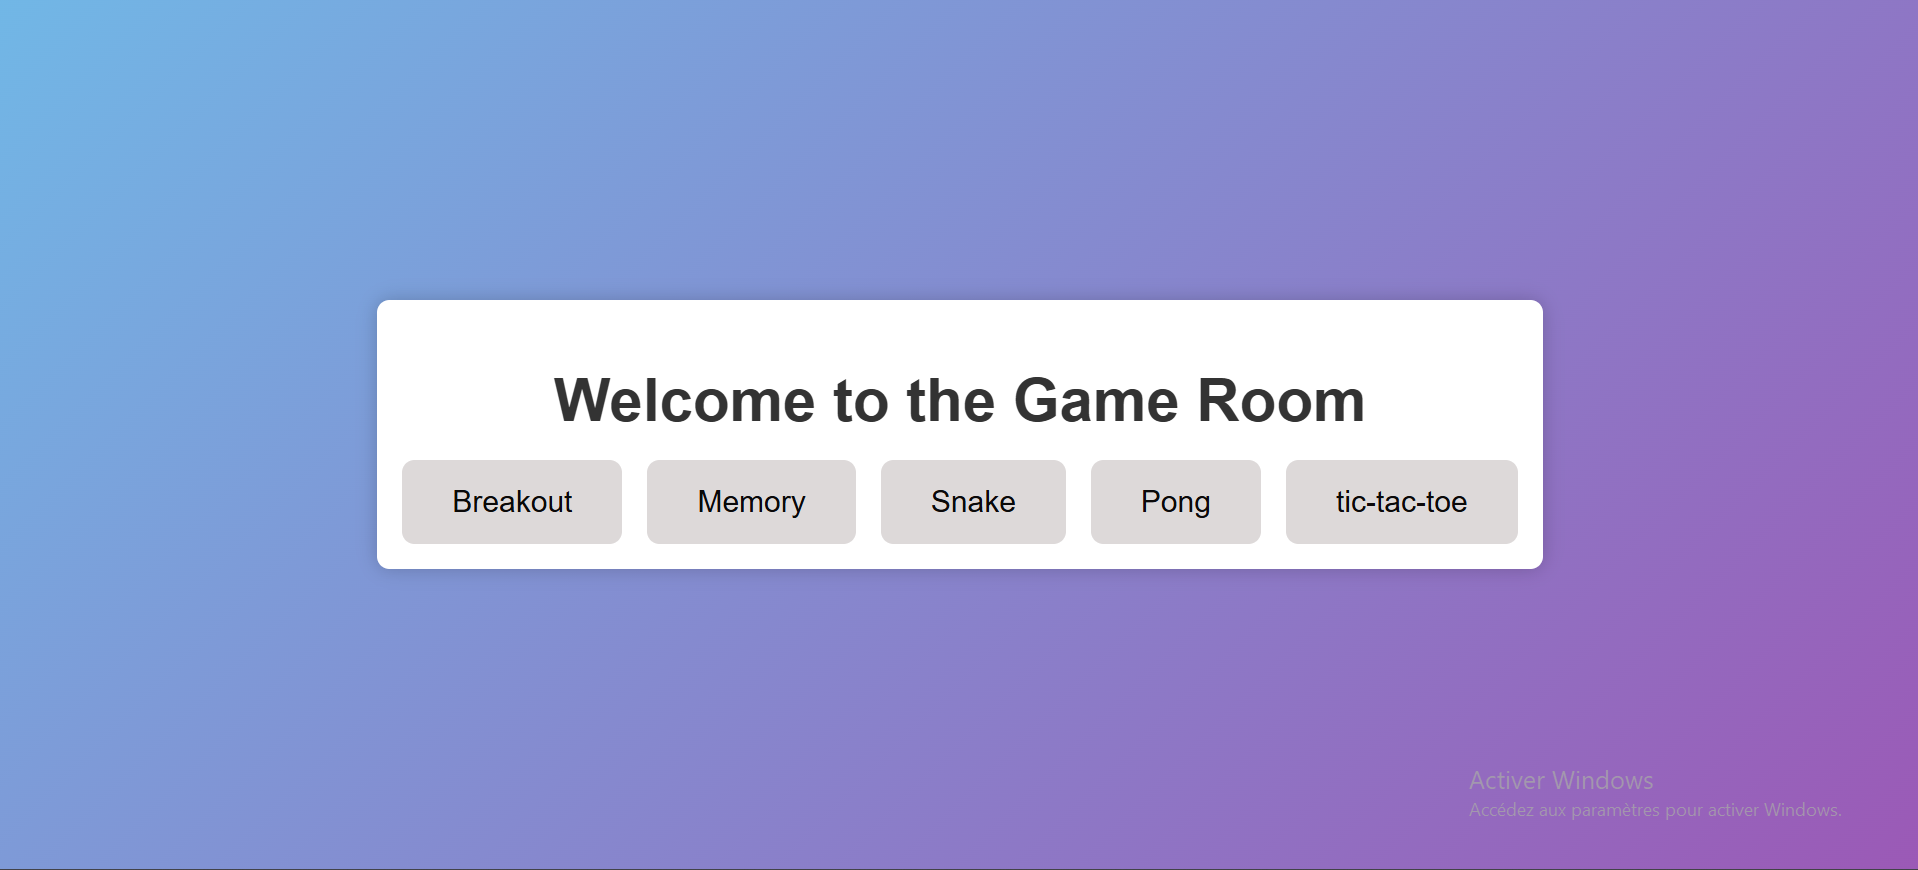 Welcome to the Game Room
Breakout Memory Snake Pong tic-tac-toe
Activer Windows
Accédez aux paramètres pour activer Windows.